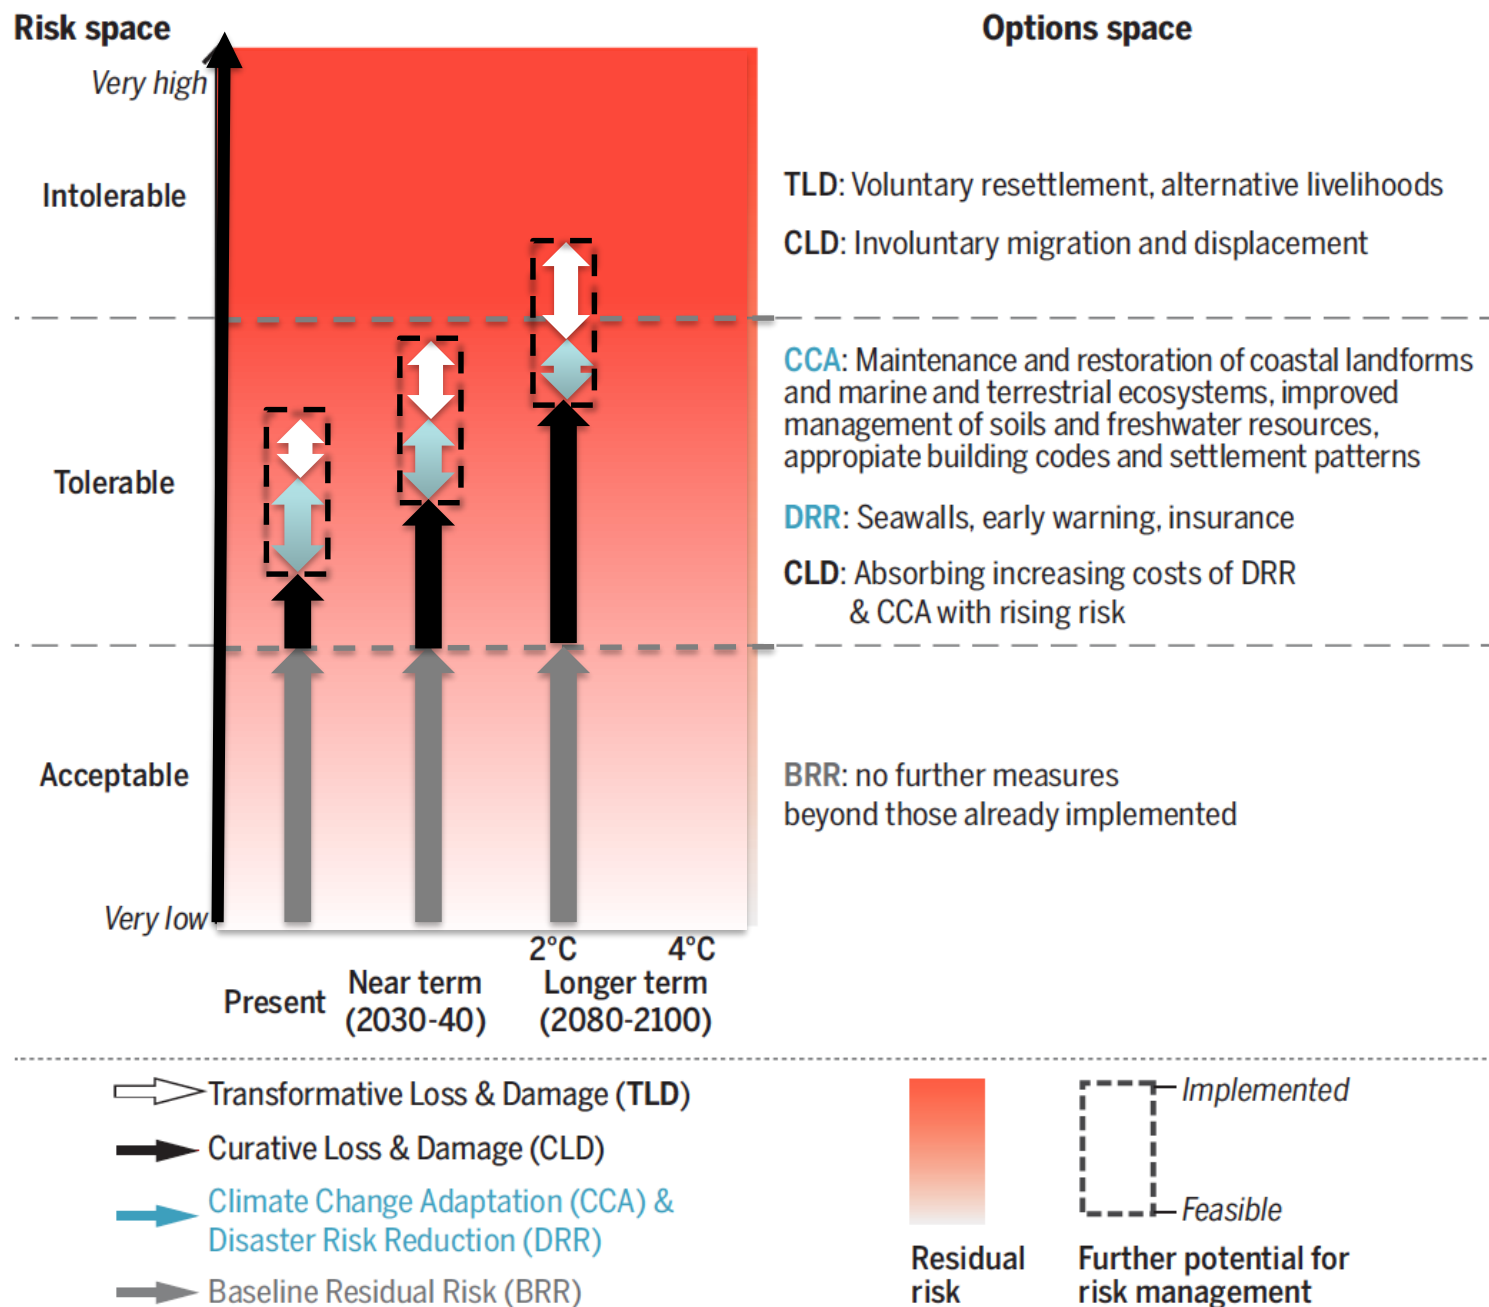 Risk space
Options space
Very high
Intolerable
TLD: Voluntary resettlement, alternative livelihoods
CLD: Involuntary migration and displacement
Tolerable
CCA: Maintenance and restoration of coastal landforms
and marine and terrestrial ecosystems, improved
management of soils and freshwater resources,
appropiate building codes and settlement patterns
DRR: Seawalls, early warning, insurance
CLD: Absorbing increasing costs of DRR
& CCA with rising risk
Acceptable
BRR: no further measures
beyond those already implemented
Very low
2°C 4°C
Present
Near term
(2030-40)
Longer term
(2080-2100)
Transformative Loss & Damage (TLD)
Curative Loss & Damage (CLD)
Climate Change Adaptation (CCA) &
Disaster Risk Reduction (DRR)
Baseline Residual Risk (BRR)
Residual
risk
Implemented
Feasible
Further potential for
risk management